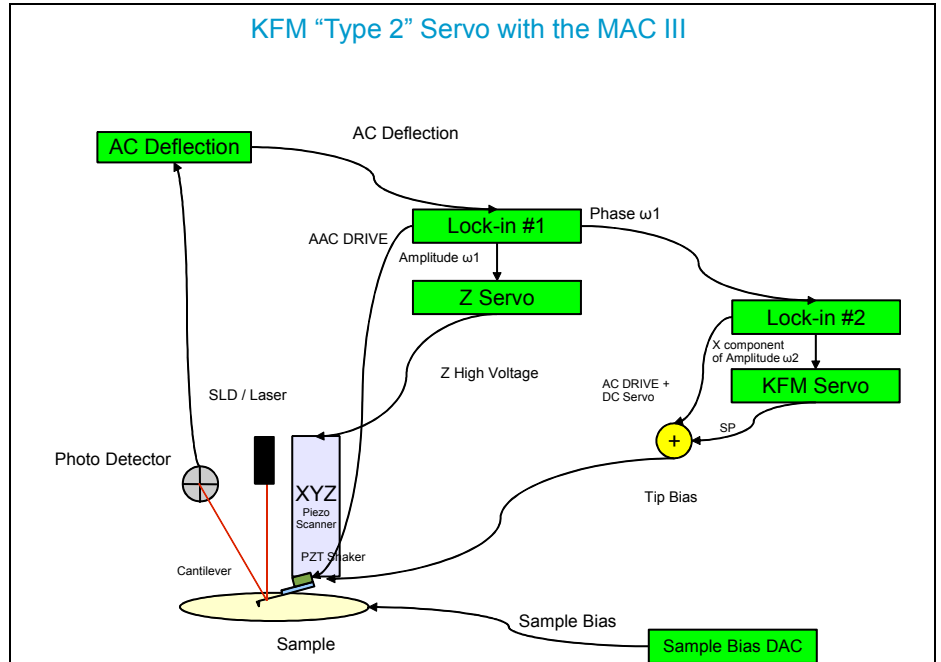 KFM “Type 2” Servo with the MAC III
AC Deflection
AC Deflection
Lock-in #1
Phase ω1
AAC DRIVE
Amplitude ω1
Z Servo
Lock-in #2
X component
of Amplitude ω2
Z High Voltage
KFM Servo
AC DRIVE +
DC Servo
SLD / Laser
SP
+
Photo Detector
XYZ
Piezo
Scanner
Tip Bias
PZT Shaker
Cantilever
Sample Bias
Sample
Sample Bias DAC